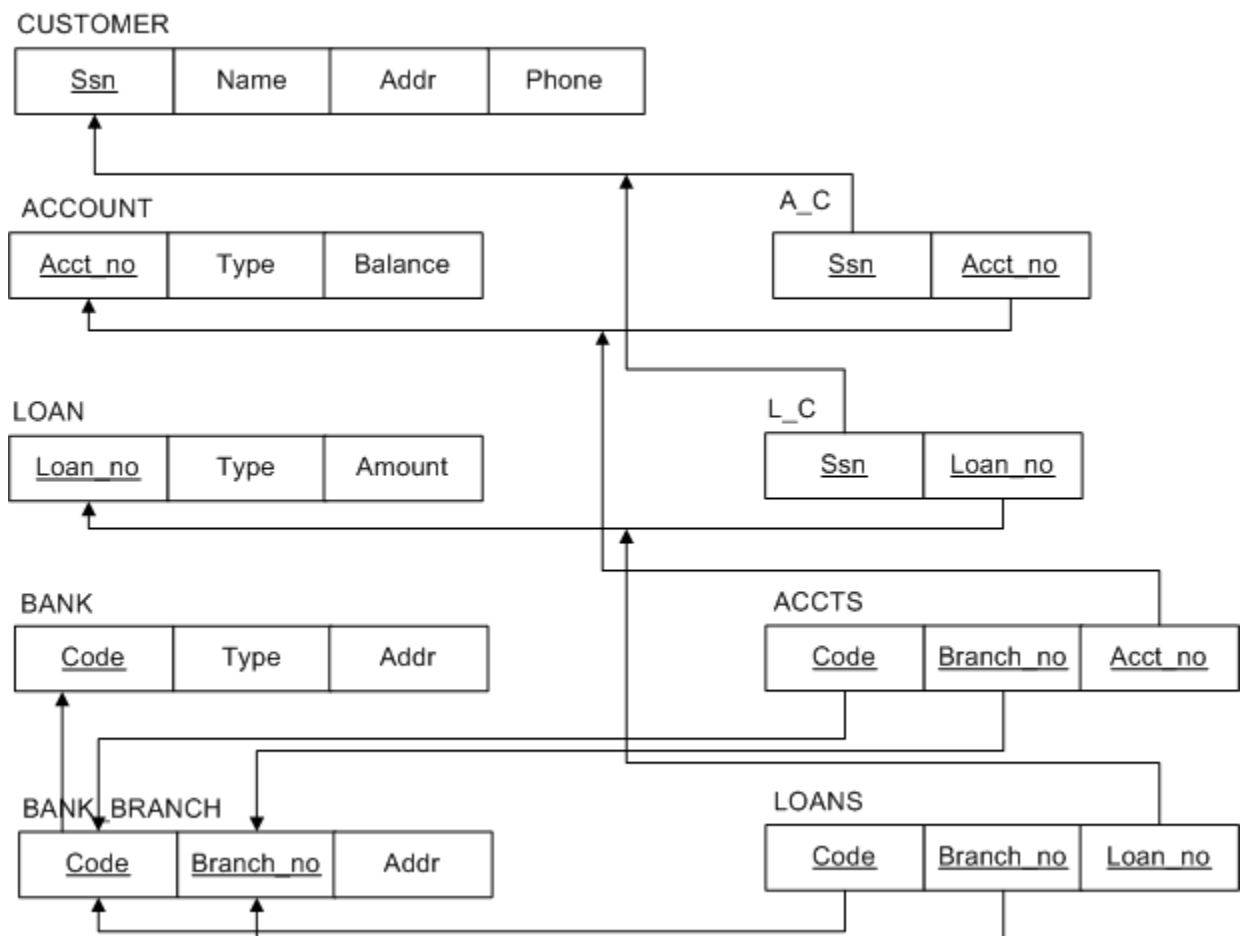 CUSTOMER
Ssn Name Addr Phone
ACCOUNT
Acct_no Type Balance
A_C
Ssn Acct_no
LOAN
Loan_no Type Amount
L_C
Ssn Loan_no
BANK
Code Type Addr
ACCTS
Code Branch_no Acct_no
BANK_BRANCH
Code Branch_no Addr
LOANS
Code Branch_no Loan_no